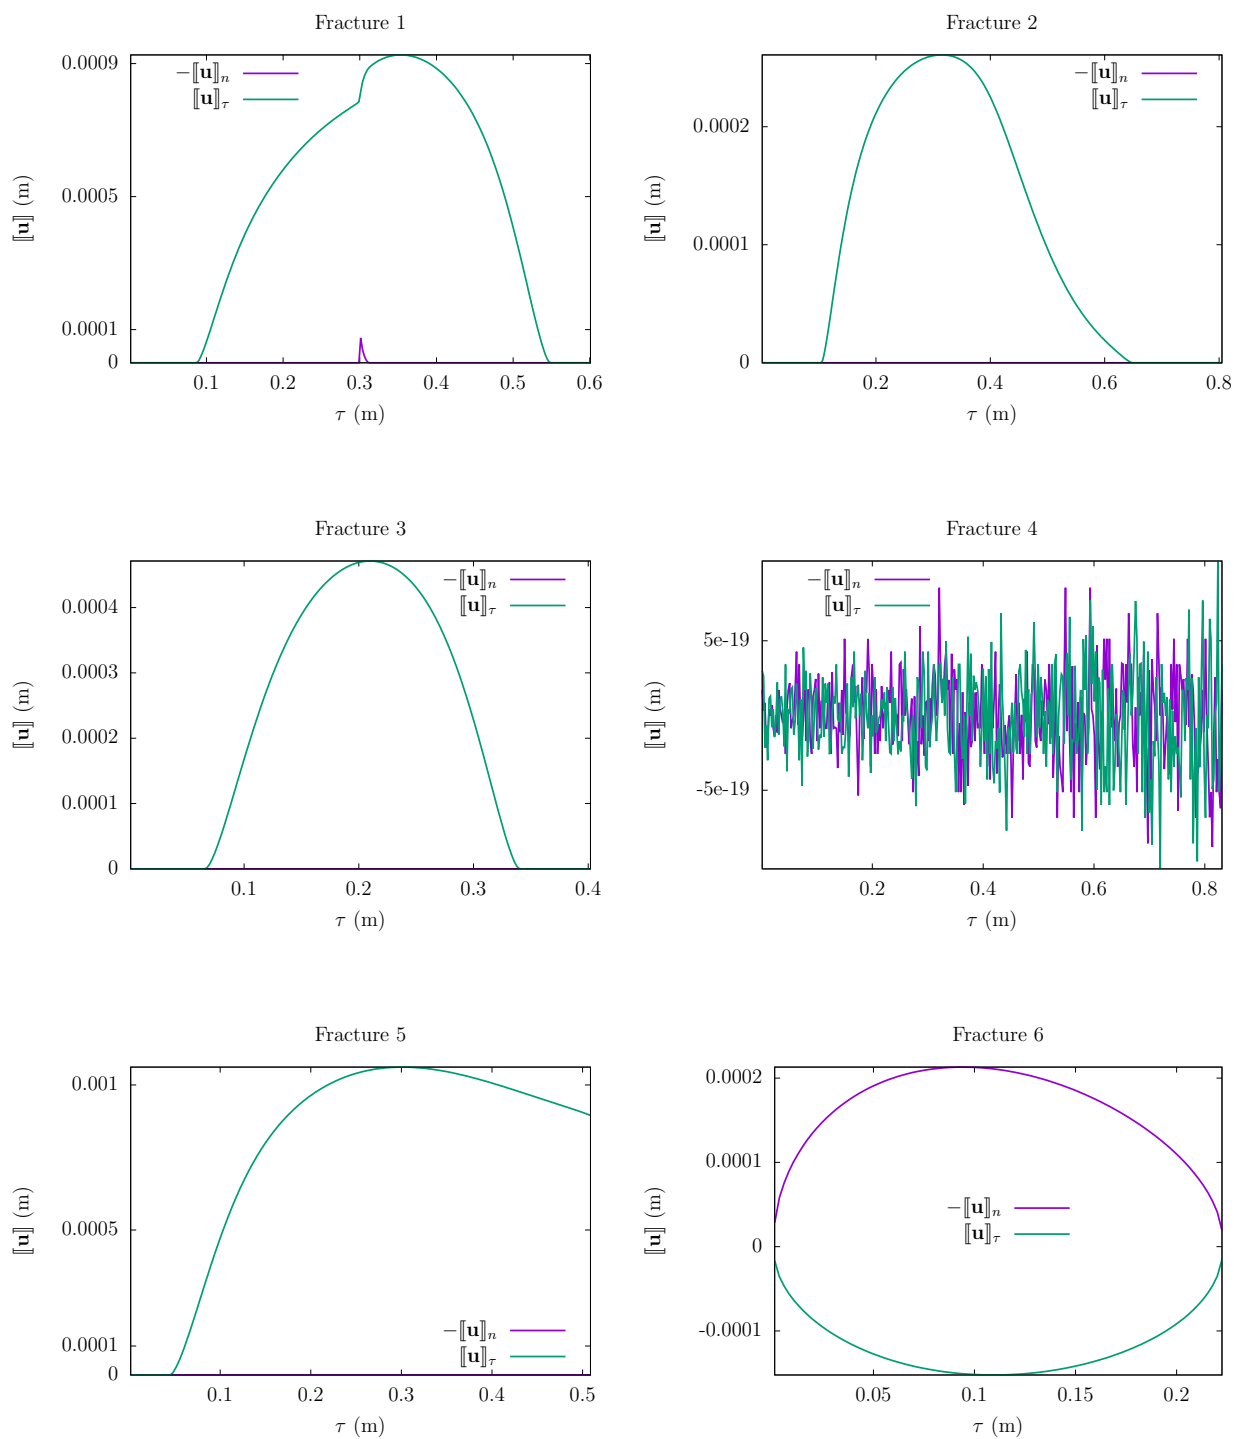 Fracture 1
−⟦u⟧n
⟦u⟧τ
0.0009
0.0005
0.0001
0
⟦u⟧ (m)
0.1 0.2 0.3 0.4 0.5 0.6
τ (m)
Fracture 2
−⟦u⟧n
⟦u⟧τ
0.0002
0.0001
0
⟦u⟧ (m)
0.2 0.4 0.6 0.8
τ (m)
Fracture 3
−⟦u⟧n
⟦u⟧τ
0.0004
0.0003
0.0002
0.0001
0
⟦u⟧ (m)
0.1 0.2 0.3 0.4
τ (m)
Fracture 4
−⟦u⟧n
⟦u⟧τ
5e-19
-5e-19
⟦u⟧ (m)
0.2 0.4 0.6 0.8
τ (m)
Fracture 5
0.001
0.0005
0.0001
0
⟦u⟧ (m)
−⟦u⟧n
⟦u⟧τ
0.1 0.2 0.3 0.4 0.5
τ (m)
Fracture 6
0.0002
0.0001
0
-0.0001
⟦u⟧ (m)
−⟦u⟧n
⟦u⟧τ
0.05 0.1 0.15 0.2
τ (m)